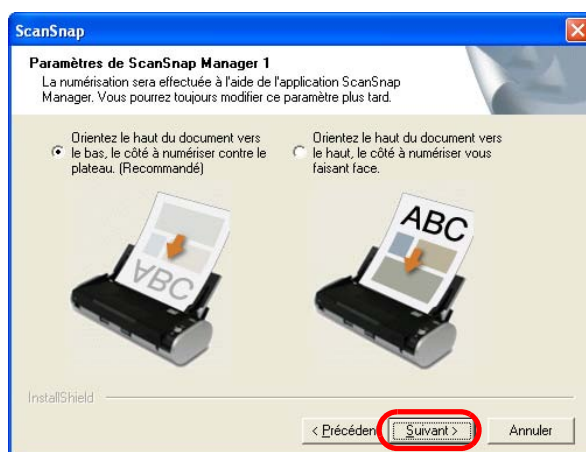 ScanSnap
Paramètres de ScanSnap Manager 1
La numérisation sera effectuée à l'aide de l'application ScanSnap
Manager. Vous pourrez toujours modifier ce paramètre plus tard.
Orientez le haut du document vers
le bas, le côté à numériser contre le
plateau. (Recommandé)
Orientez le haut du document vers
le haut, le côté à numériser vous
faisant face.
ABC
ABC
InstallShield
< Précéden
Suivant >
Annuler